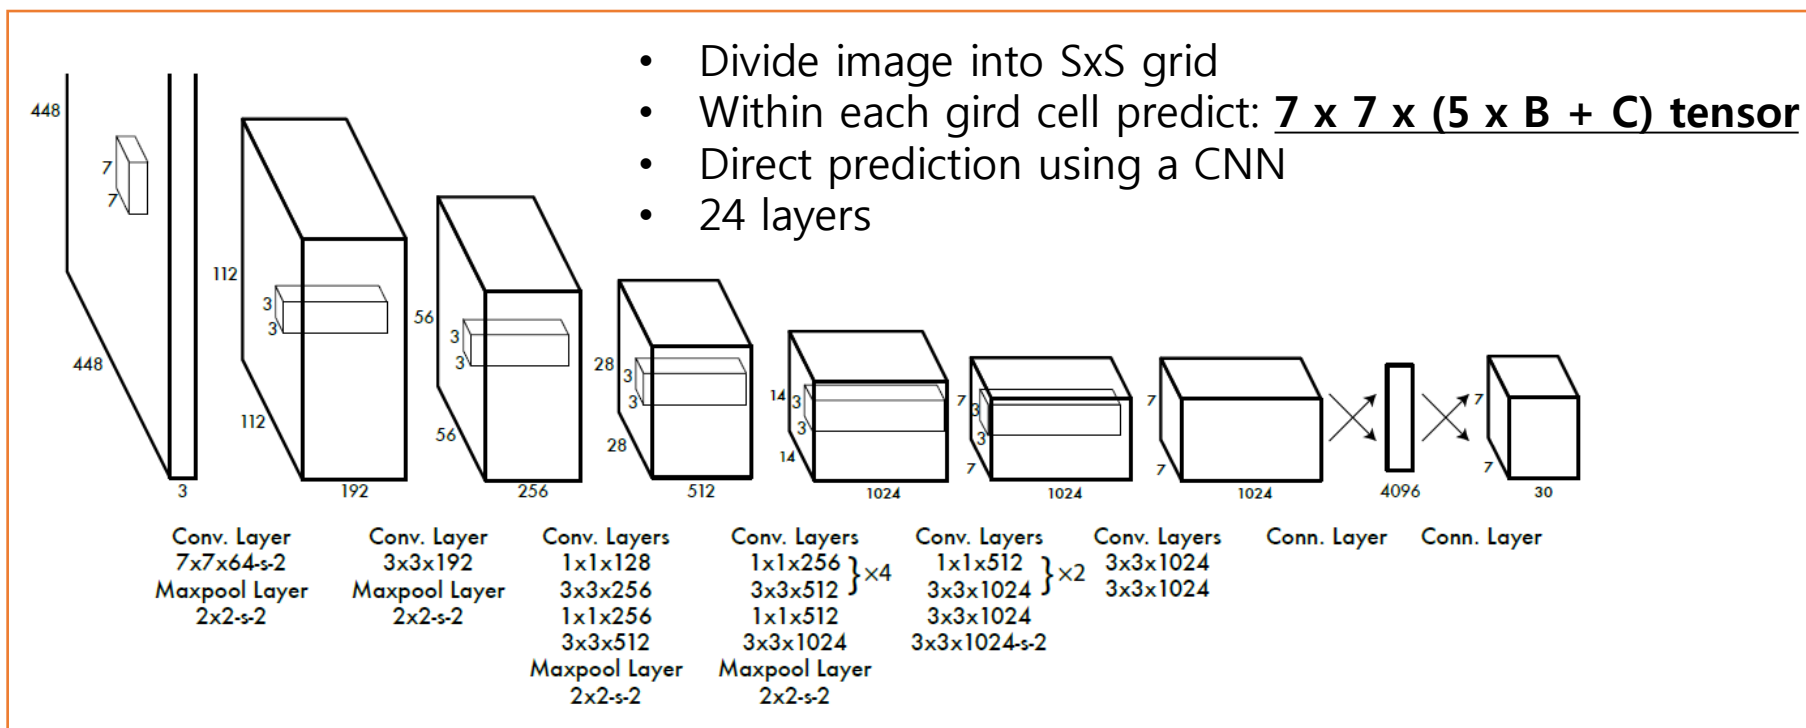 • Divide image into SxS grid
• Within each gird cell predict: 7 x 7 x (5 x B + C) tensor
• Direct prediction using a CNN
• 24 layers
448
7
7
448
3
112
3
3
112
192
56
3
3
56
256
28
3
3
28
512
14
3
3
14
1024
7
3
3
7
1024
7
7
1024
4096
7
7
30
Conv. Layer
7x7x64-s-2
Maxpool Layer
2x2-s-2
Conv. Layer
3x3x192
Maxpool Layer
2x2-s-2
Conv. Layers
1x1x128
3x3x256
1x1x256
3x3x512
Maxpool Layer
2x2-s-2
Conv. Layers
1x1x256
3x3x512
}×4
1x1x512
3x3x1024
Maxpool Layer
2x2-s-2
Conv. Layers
1x1x512
3x3x1024
}×2
3x3x1024
3x3x1024-s-2
Conv. Layers
3x3x1024
3x3x1024
Conn. Layer
Conn. Layer